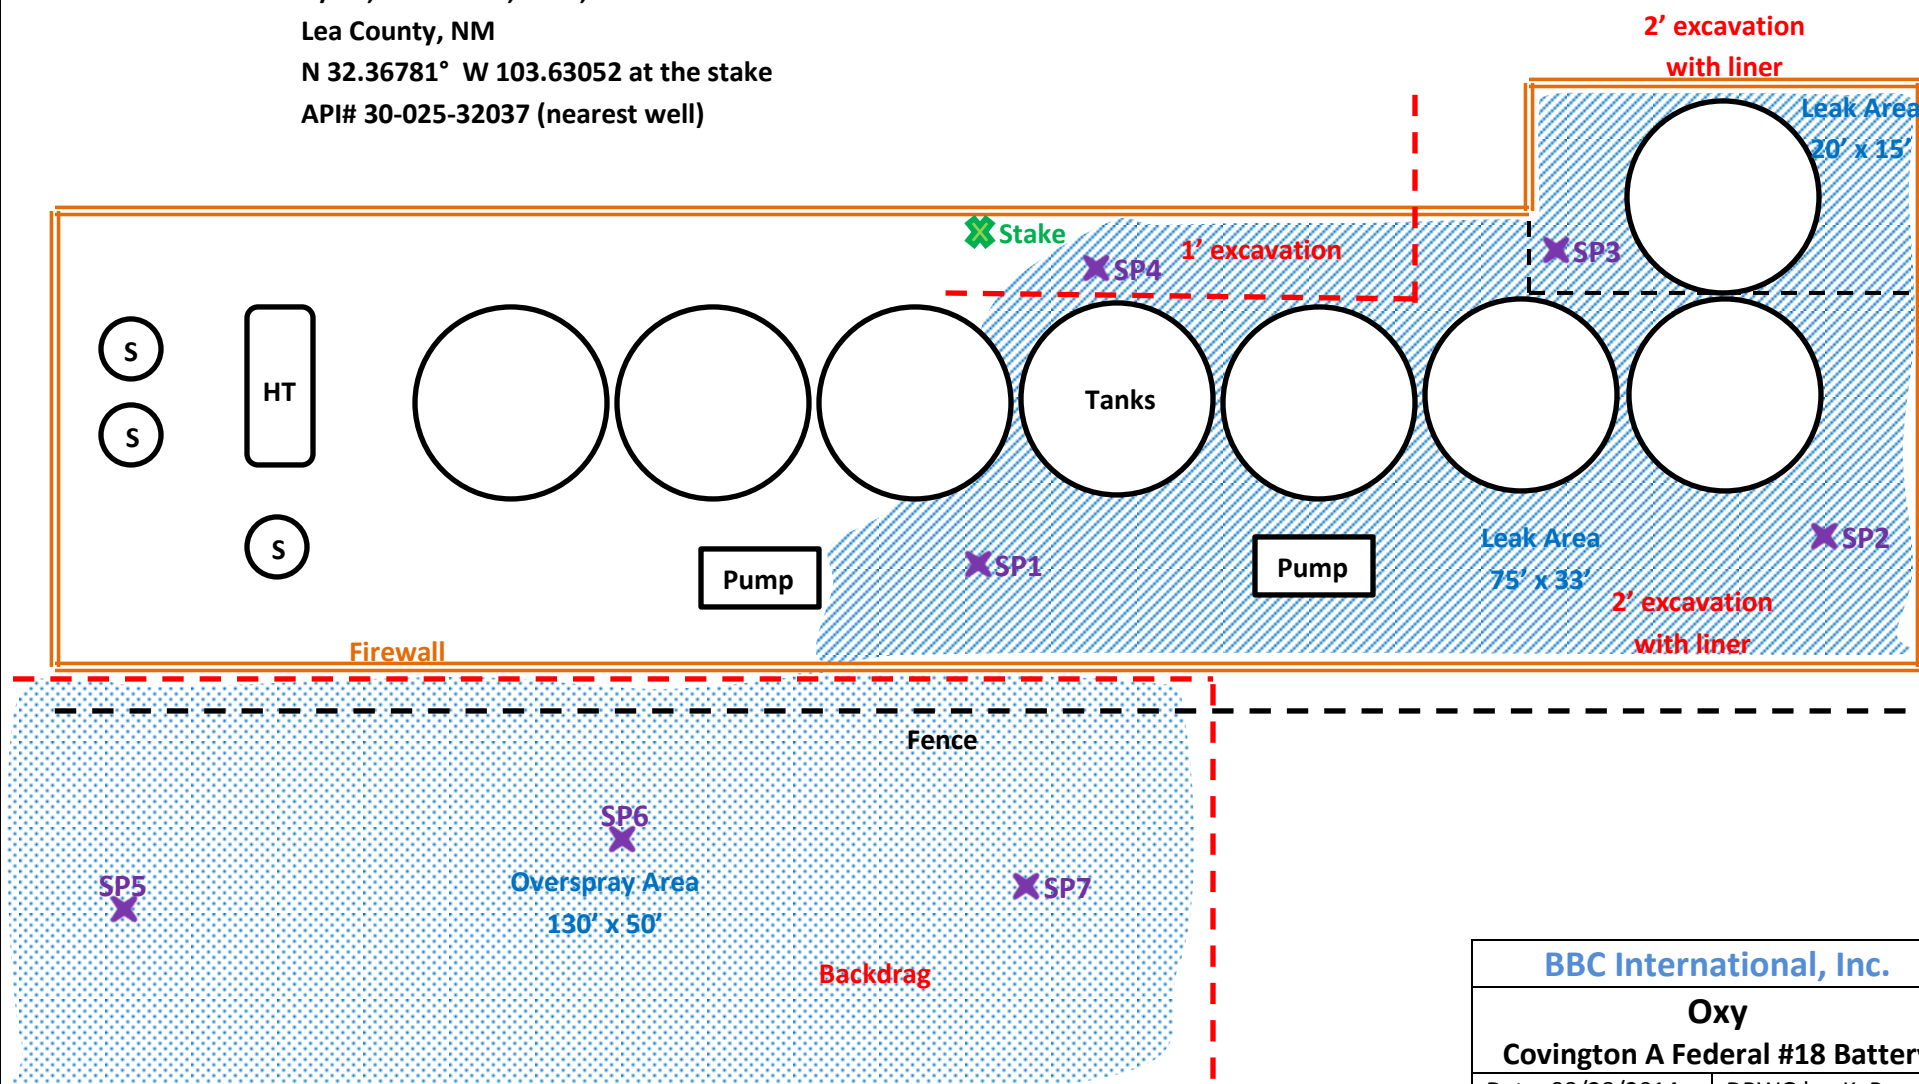 Lea County, NM
N 32.36781° W 103.63052 at the stake
API# 30-025-32037 (nearest well)
2’ excavation
with liner
Leak Area
20’ x 15’
Stake
SP4
1’ excavation
SP3
S
S
HT
Tanks
S
Pump
SP1
Pump
Leak Area
75’ x 33’
SP2
2’ excavation
with liner
Firewall
Fence
SP6
SP5
Overspray Area
130’ x 50’
SP7
Backdrag
BBC International, Inc.
Oxy
Covington A Federal #18 Battery